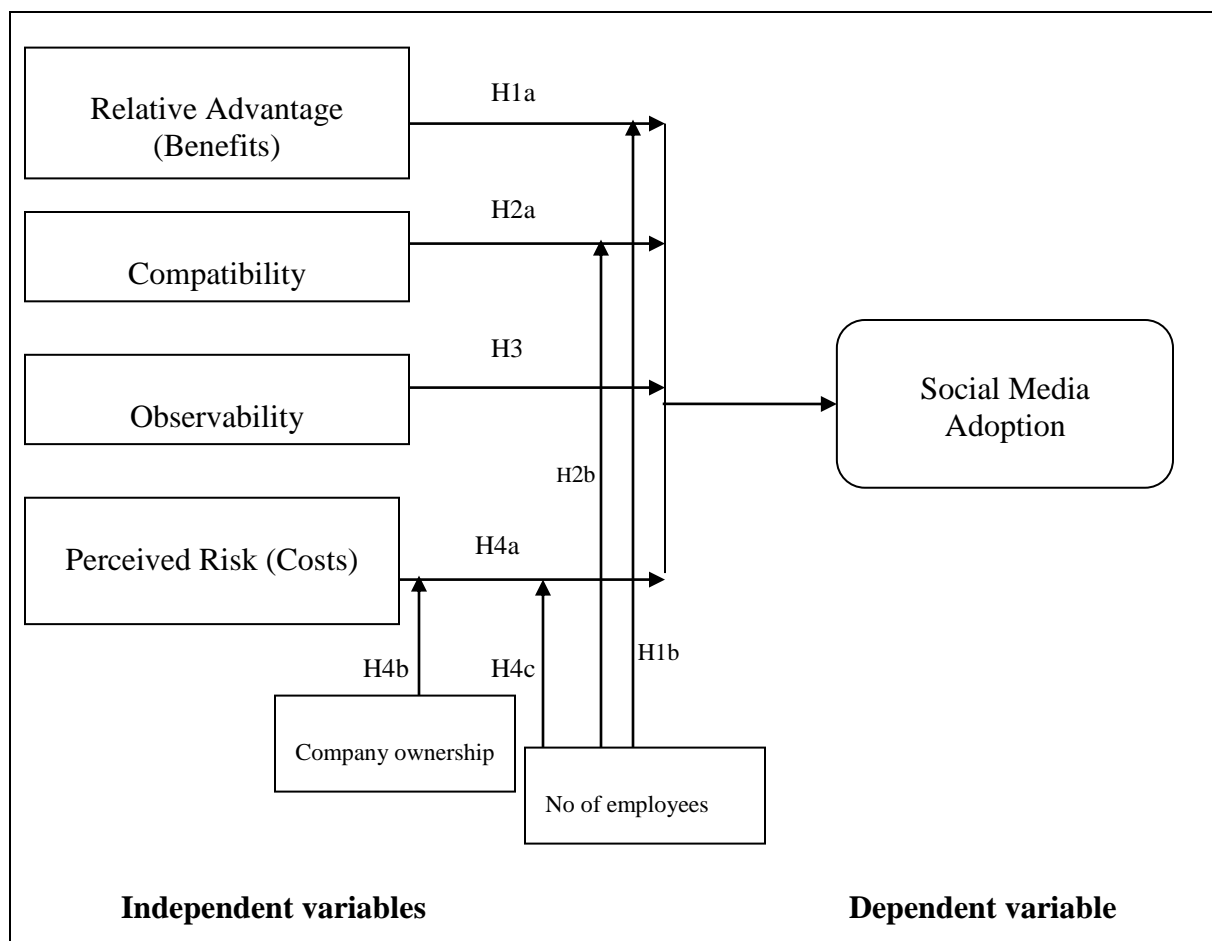 H1a
Relative Advantage
(Benefits)
H2a
Compatibility
H3
Observability
Social Media
Adoption
H2b
H4a
Perceived Risk (Costs)
H1b
H4b
H4c
Company ownership
No of employees
Independent variables
Dependent variable